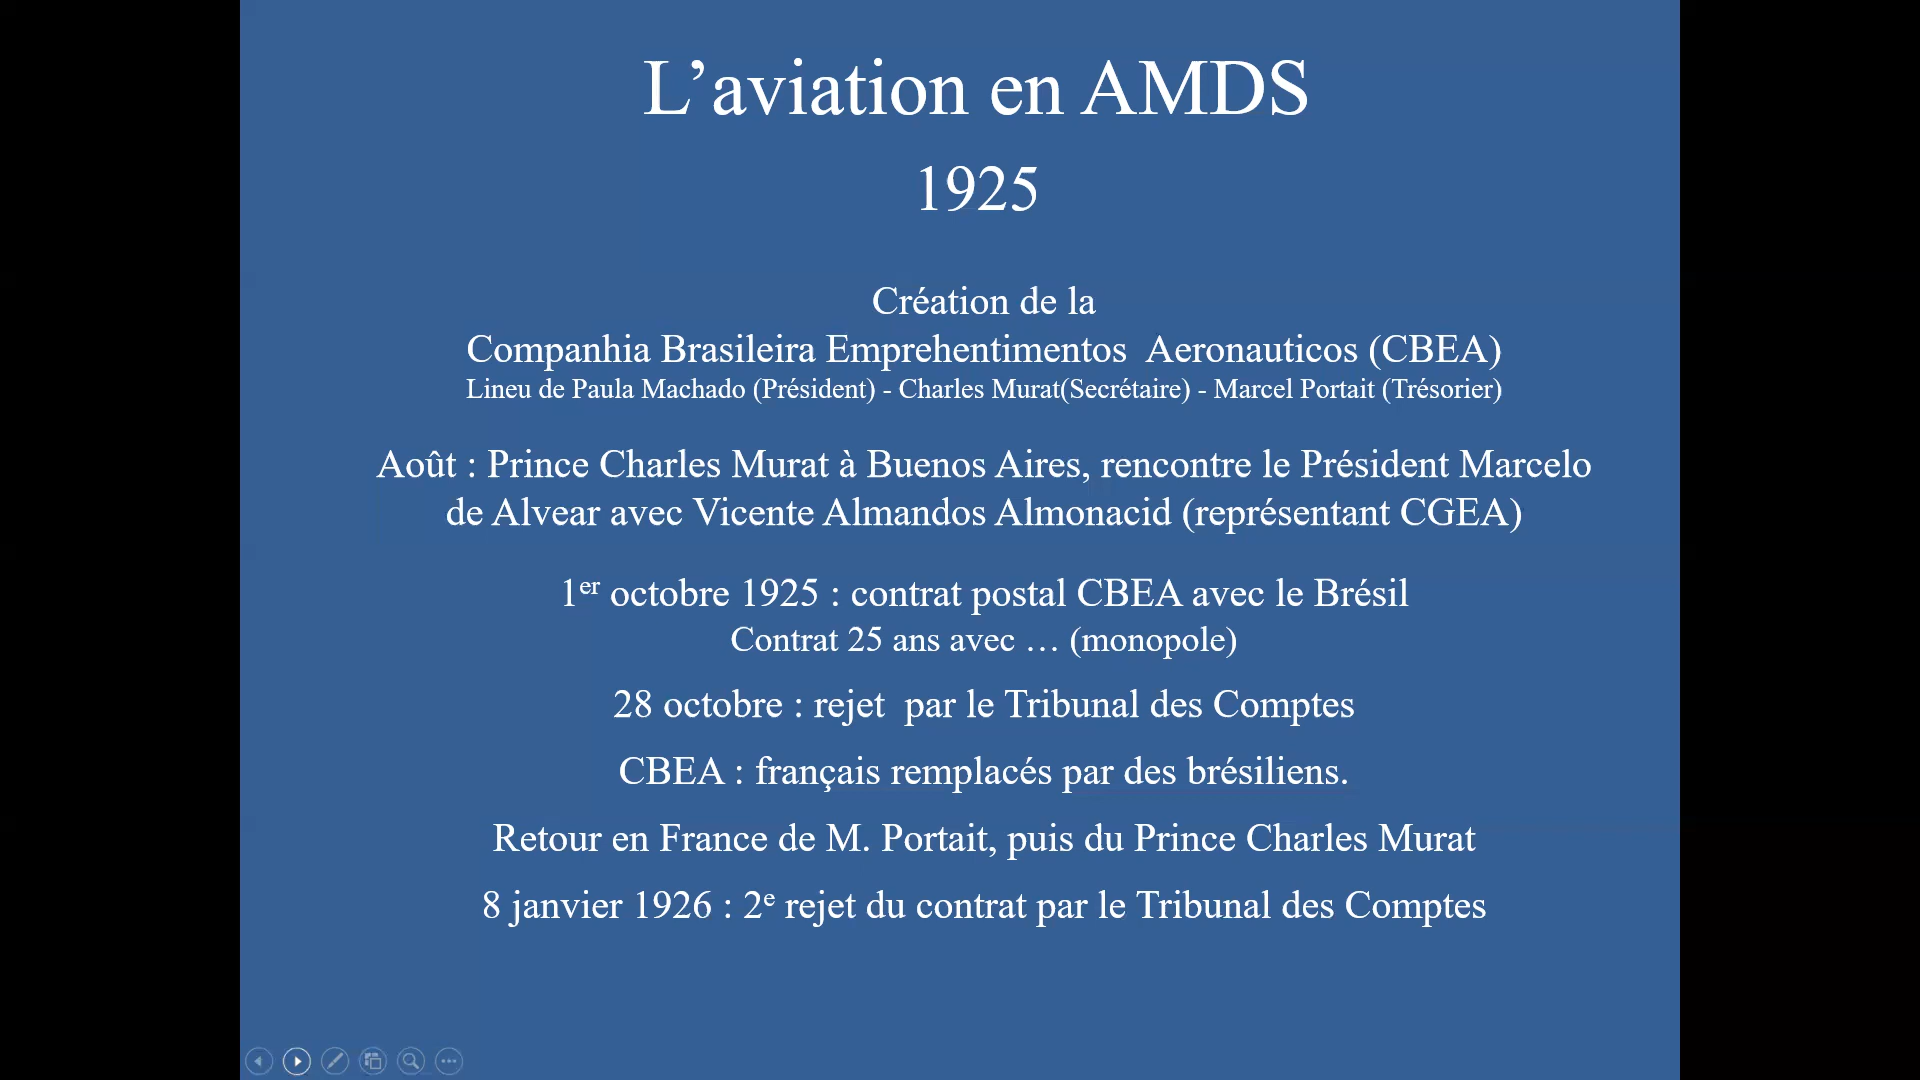 L’aviation en AMDS
1925
Création de la
Companhia Brasileira Emprehentimentos  Aeronauticos (CBEA)
Lineu de Paula Machado (Président) - Charles Murat(Secrétaire) - Marcel Portait (Trésorier)
Août : Prince Charles Murat à Buenos Aires, rencontre le Président Marcelo
de Alvear avec Vicente Almandos Almonacid (représentant CGEA)
1er octobre 1925 : contrat postal CBEA avec le Brésil
Contrat 25 ans avec … (monopole)
28 octobre : rejet  par le Tribunal des Comptes
CBEA : français remplacés par des brésiliens.
Retour en France de M. Portait, puis du Prince Charles Murat
8 janvier 1926 : 2e rejet du contrat par le Tribunal des Comptes